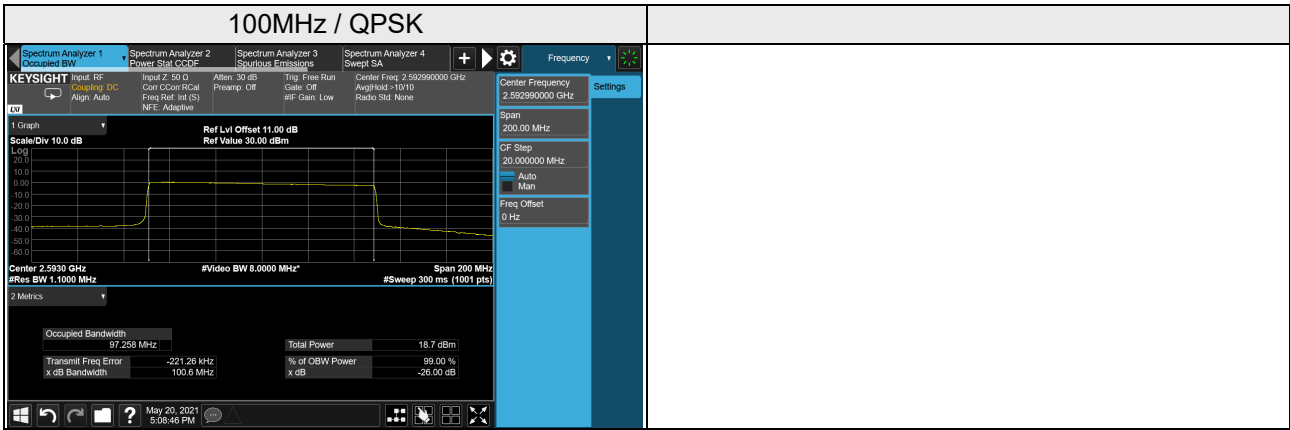 100MHz / QPSK
Spectrum Analyzer 1
Occupied BW
Spectrum Analyzer 2
Power Stat CCDF
Spectrum Analyzer 3
Spurious Emissions
Spectrum Analyzer 4
Swept SA
Frequency
KEYSIGHT
LXI
Input: RF
Coupling: DC
Align: Auto
Input Z: 50 Ω
Corr CCorr RCal
Freq Ref: Int (S)
NFE: Adaptive
Atten: 30 dB
Preamp: Off
Trig: Free Run
Gate: Off
#IF Gain: Low
Center Freq: 2.592990000 GHz
Avg|Hold:>10/10
Radio Std: None
Center Frequency
2.592990000 GHz
Settings
Span
200.00 MHz
CF Step
20.000000 MHz
Auto
Man
Freq Offset
0 Hz
1 Graph
Scale/Div 10.0 dB
Ref Lvl Offset 11.00 dB
Ref Value 30.00 dBm
Log
20.0
10.0
0.00
-10.0
-20.0
-30.0
-40.0
-50.0
-60.0
Center 2.5930 GHz
#Video BW 8.0000 MHz*
Span 200 MHz
#Res BW 1.1000 MHz
#Sweep 300 ms (1001 pts)
2 Metrics
Occupied Bandwidth
97.258 MHz
Total Power 18.7 dBm
Transmit Freq Error -221.26 kHz
% of OBW Power 99.00 %
x dB Bandwidth 100.6 MHz
x dB -26.00 dB
?
May 20, 2021
5:08:46 PM